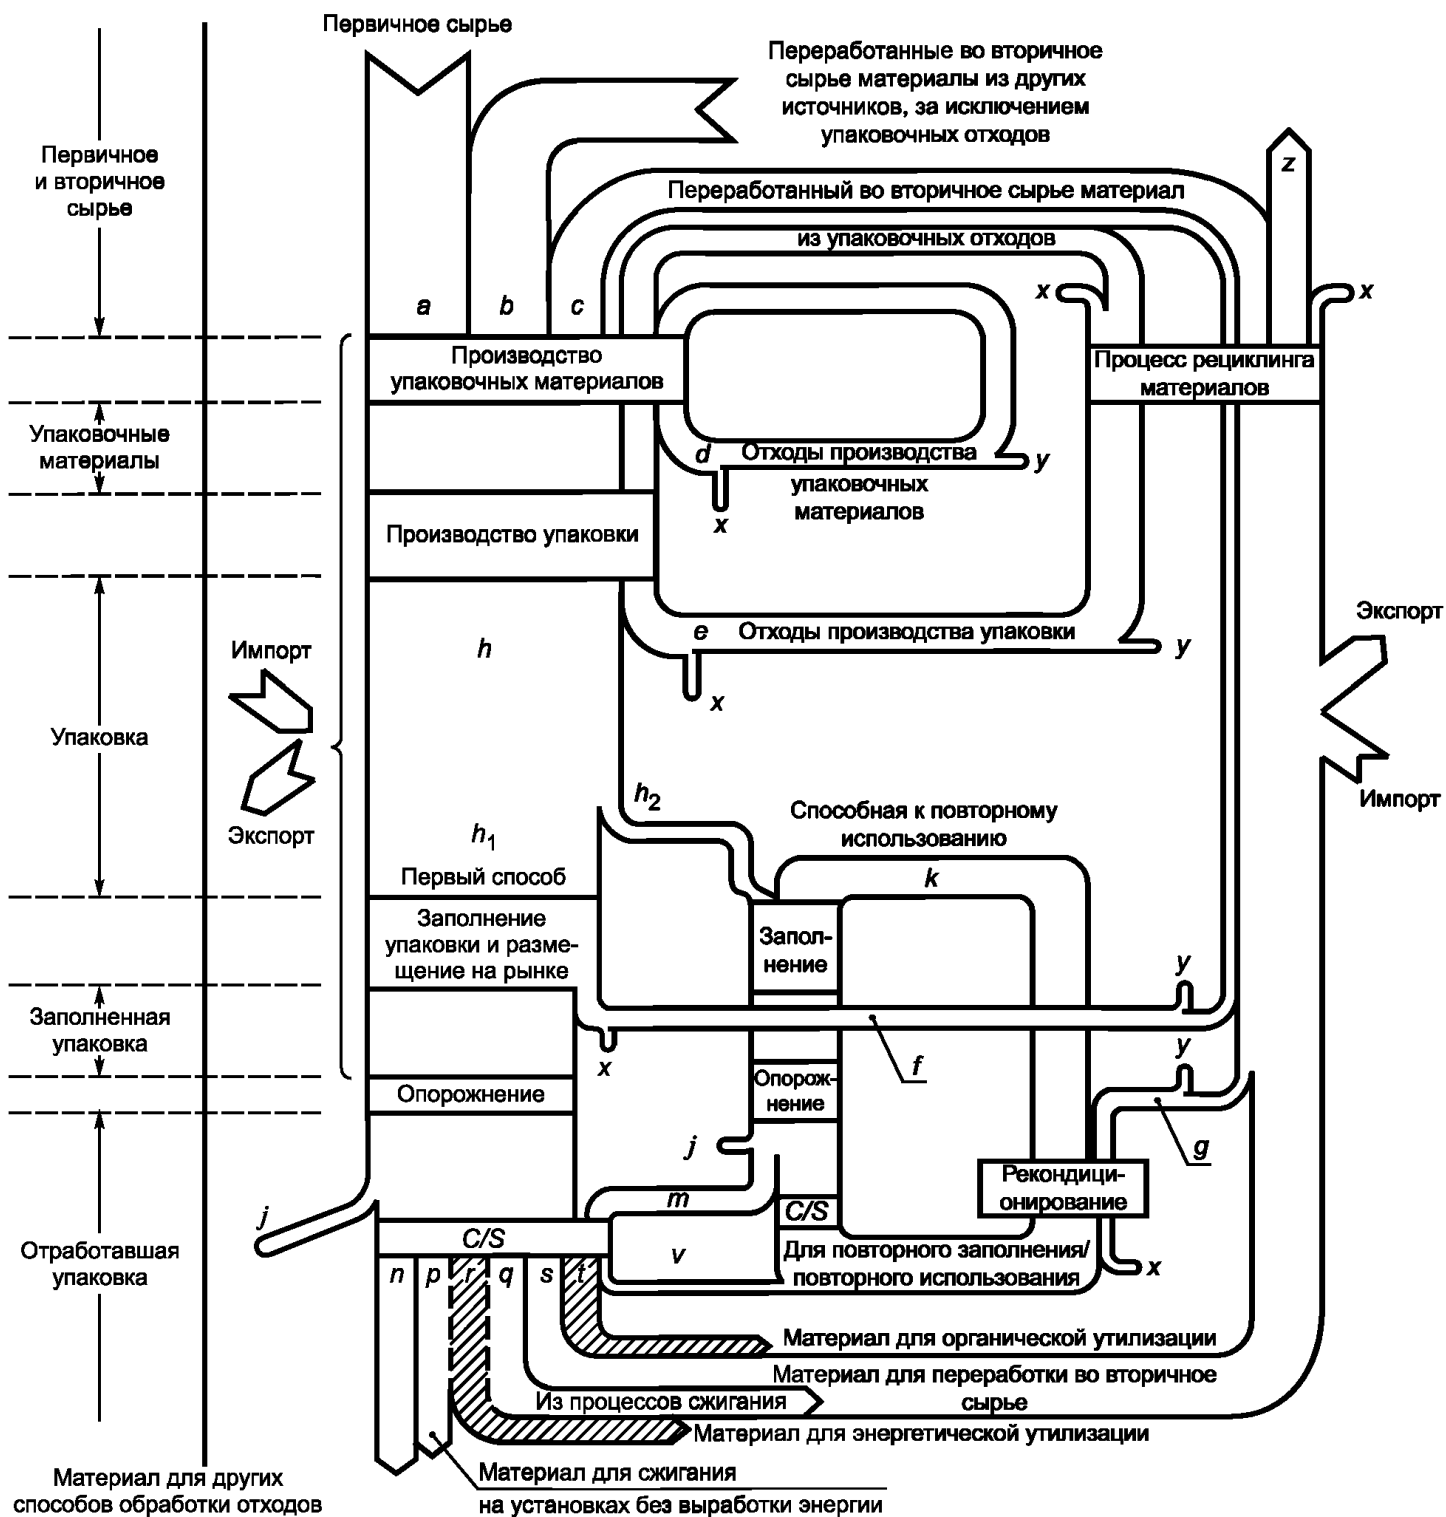 Первичное сырье
Переработанные во вторичное
сырье материалы из других
источников, за исключением
упаковочных отходов
Первичное
и вторичное
сырье
z
Переработанный во вторичное сырье материал
из упаковочных отходов
x
x
a
b
c
Производство
упаковочных материалов
Процесс рециклинга
материалов
Упаковочные
материалы
d
Отходы производства
y
упаковочных
материалов
x
Производство упаковки
Экспорт
e
Отходы производства упаковки
y
h
Импорт
x
Упаковка
Импорт
h2
Способная к повторному
использованию
Экспорт
h1
Первый способ
k
Заполнение
упаковки и разме-
щение на рынке
Запол-
нение
y
Заполненная
упаковка
x
f
y
Опорожнение
Опорож-
нение
j
g
Рекондици-
онирование
m
C/S
j
C/S
v
Отработавшая
упаковка
Для повторного заполнения/
повторного использования
x
n
p
r
q
s
t
Материал для органической утилизации
Материал для переработки во вторичное
сырье
Из процессов сжигания
Материал для энергетической утилизации
Материал для других
способов обработки отходов
Материал для сжигания
на установках без выработки энергии